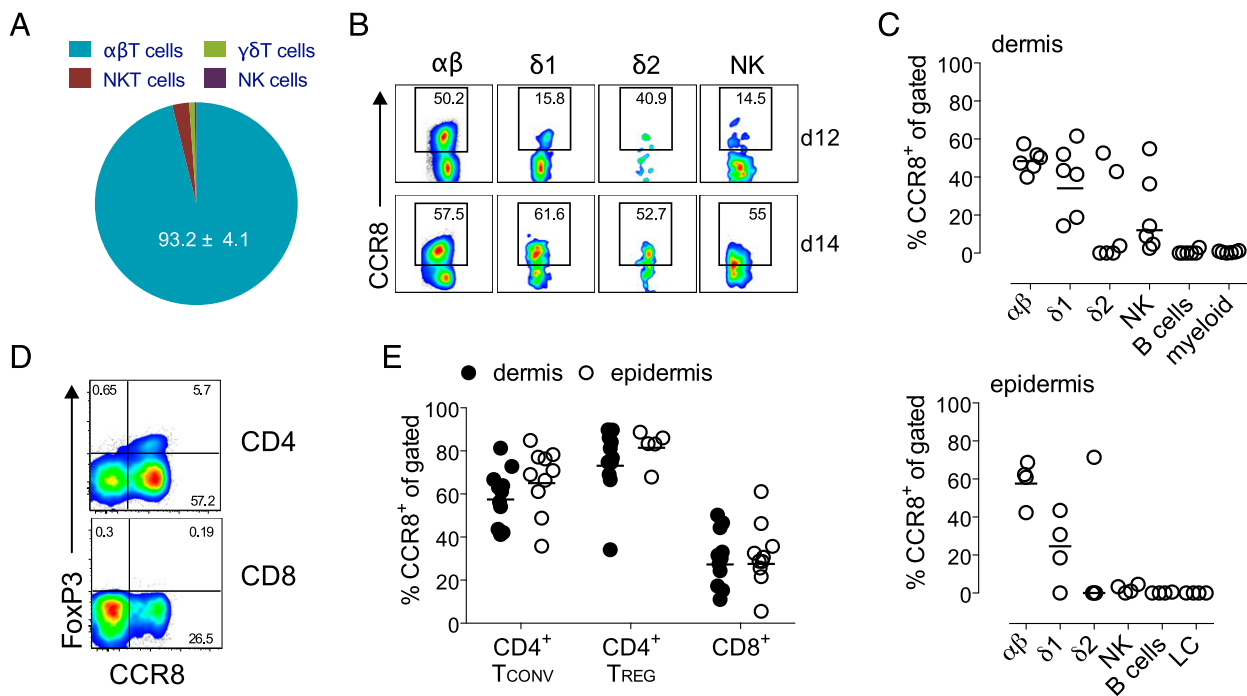 A
αβT cells γδT cells
NKT cells NK cells
93.2 ± 4.1
B
αβ δ1 δ2 NK
50.2 15.8 40.9 14.5
d12
57.5 61.6 52.7 55
d14
CCR8
C
dermis
% CCR8+ of gated
100
80
60
40
20
0
αβ δ1 δ2 NK B cells myeloid
epidermis
% CCR8+ of gated
100
80
60
40
20
0
αβ δ1 δ2 NK B cells LC
D
0.65 5.7
CD4
57.2
0.3 0.19
CD8
26.5
FoxP3
CCR8
E
dermis epidermis
% CCR8+ of gated
100
80
60
40
20
0
CD4+ CD4+ CD8+
TCONV TREG